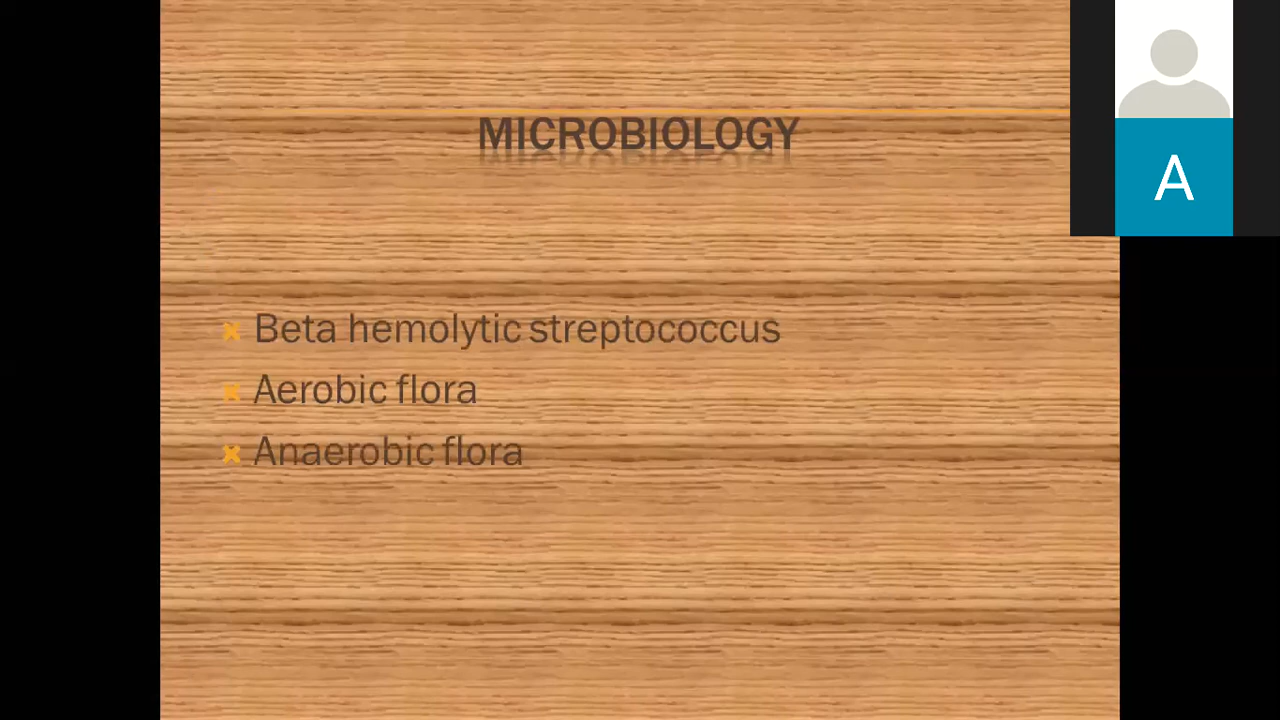 MICROBIOLOGY
A
Beta hemolytic streptococcus
Aerobic flora
Anaerobic flora